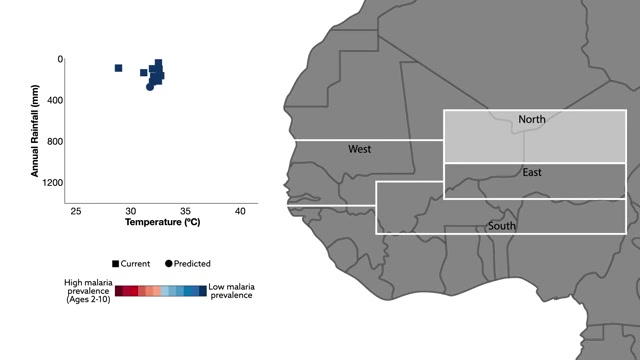 0
400
800
1200
Annual Rainfall (mm)
25 30 35 40
Temperature (ºC)
Current Predicted
High malaria
prevalence
(Ages 2-10)
Low malaria
prevalence
North
West
East
South